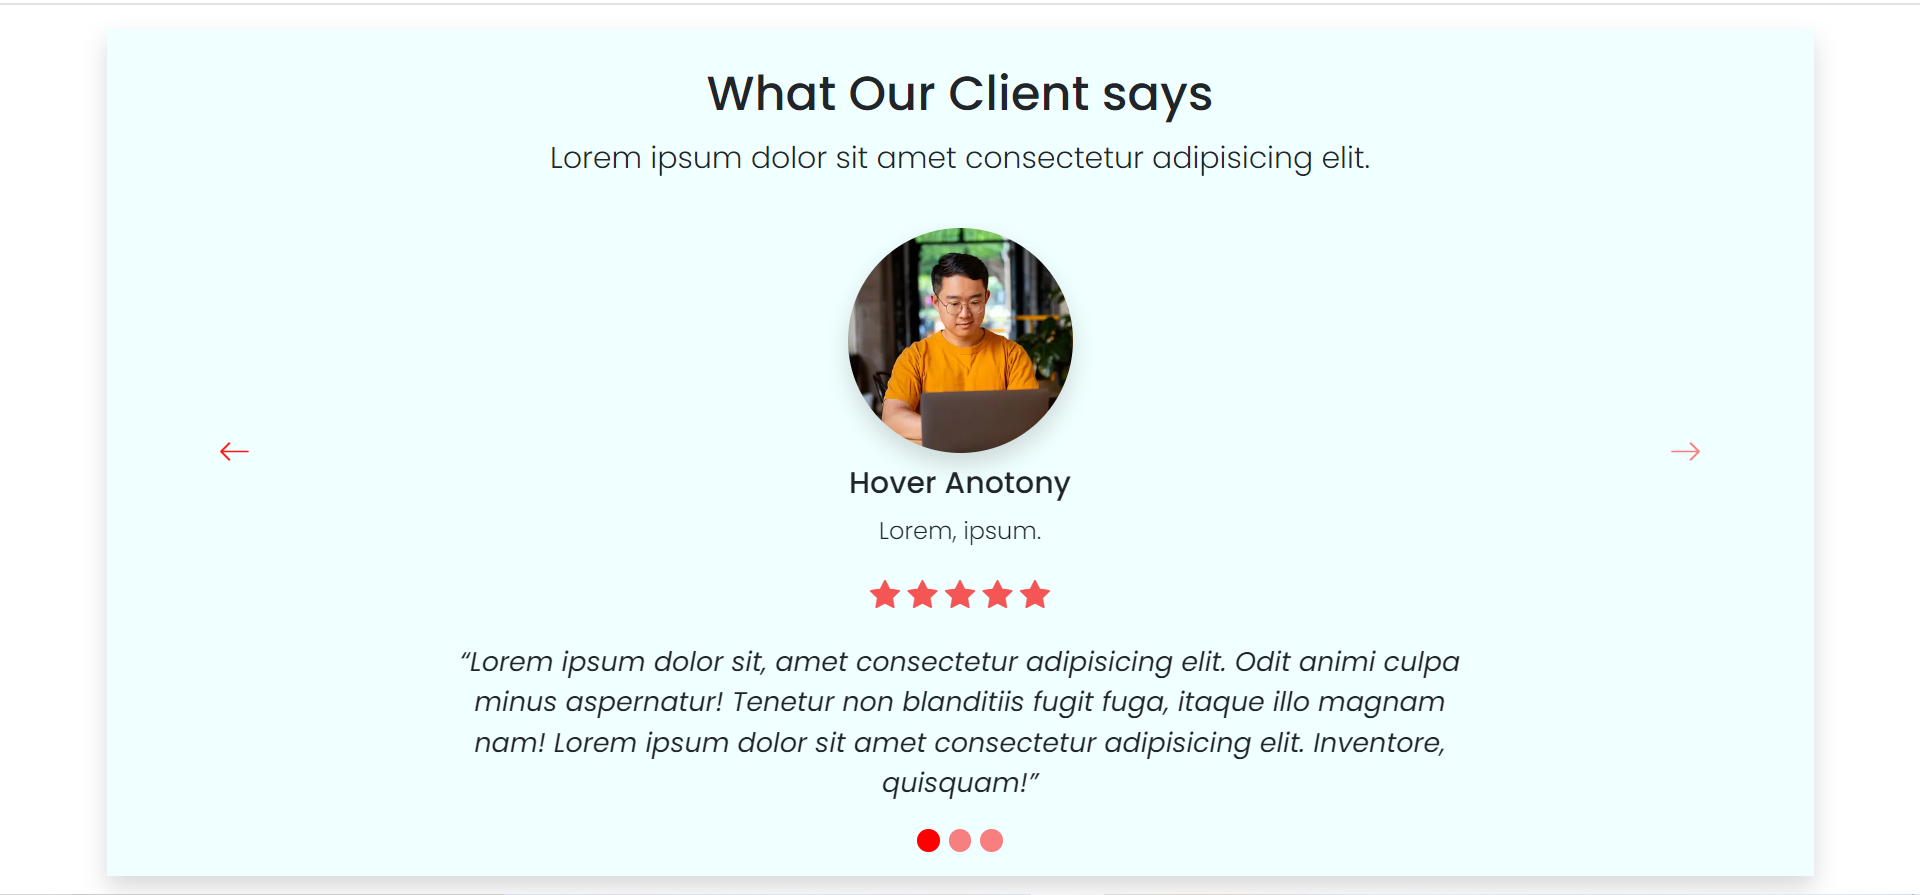 What Our Client says
Lorem ipsum dolor sit amet consectetur adipisicing elit.
Hover Anotony
Lorem, ipsum.
“Lorem ipsum dolor sit, amet consectetur adipisicing elit. Odit animi culpa
minus aspernatur! Tenetur non blanditiis fugit fuga, itaque illo magnam
nam! Lorem ipsum dolor sit amet consectetur adipisicing elit. Inventore,
quisquam!”